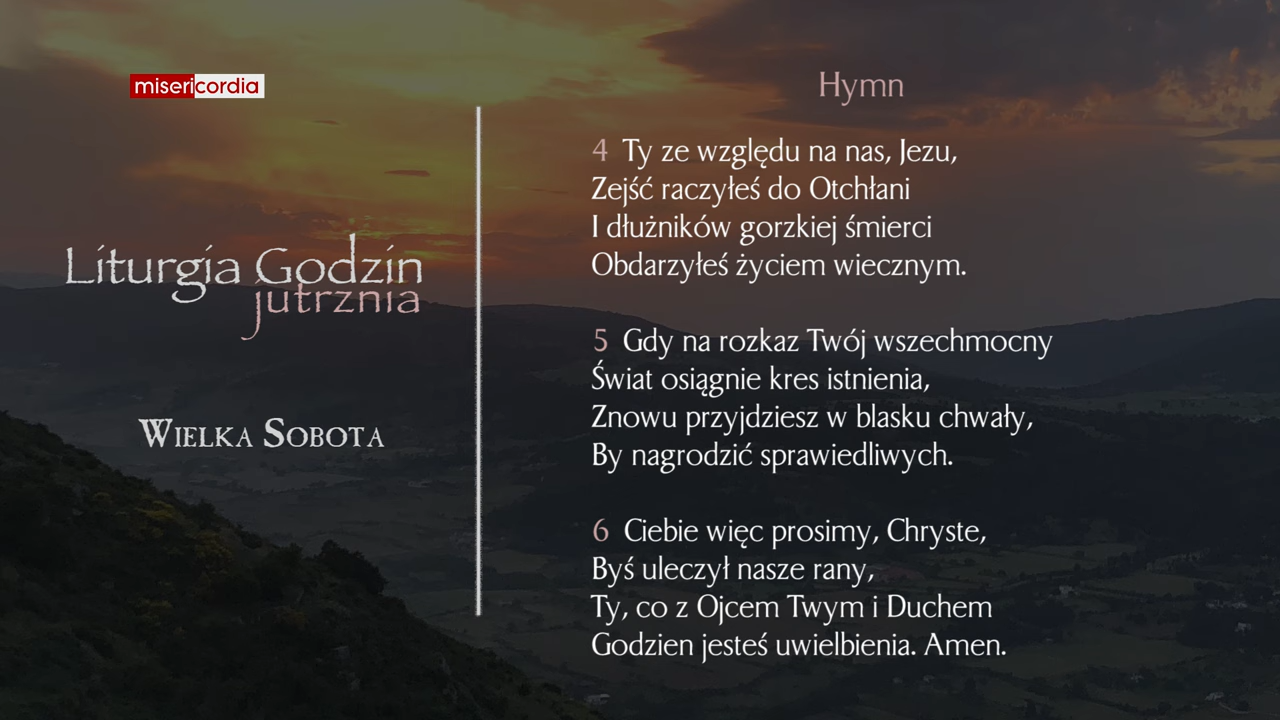 misericordia
Liturgia Godzin
jutrznia
Wielka Sobota
Hymn
4 Ty ze względu na nas, Jezu,
Zejść raczyłeś do Otchłani
I dłużników gorzkiej śmierci
Obdarzyłeś życiem wiecznym.
5 Gdy na rozkaz Twój wszechmocny
Świat osiągnie kres istnienia,
Znowu przyjdziesz w blasku chwały,
By nagrodzić sprawiedliwych.
6 Ciebie więc prosimy, Chryste,
Byś uleczył nasze rany,
Ty, co z Ojcem Twym i Duchem
Godzien jesteś uwielbienia. Amen.